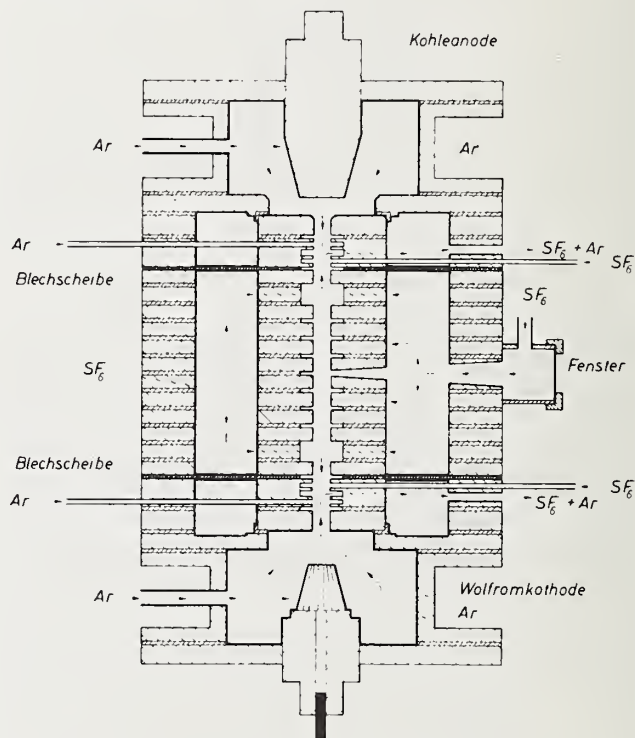 Kohleanode
Ar
Ar
Ar
SF6 + Ar
SF6
Blechscheibe
SF6
SF6
Fenster
Blechscheibe
SF6
Ar
SF6 + Ar
Ar
Wolframkathode
Ar